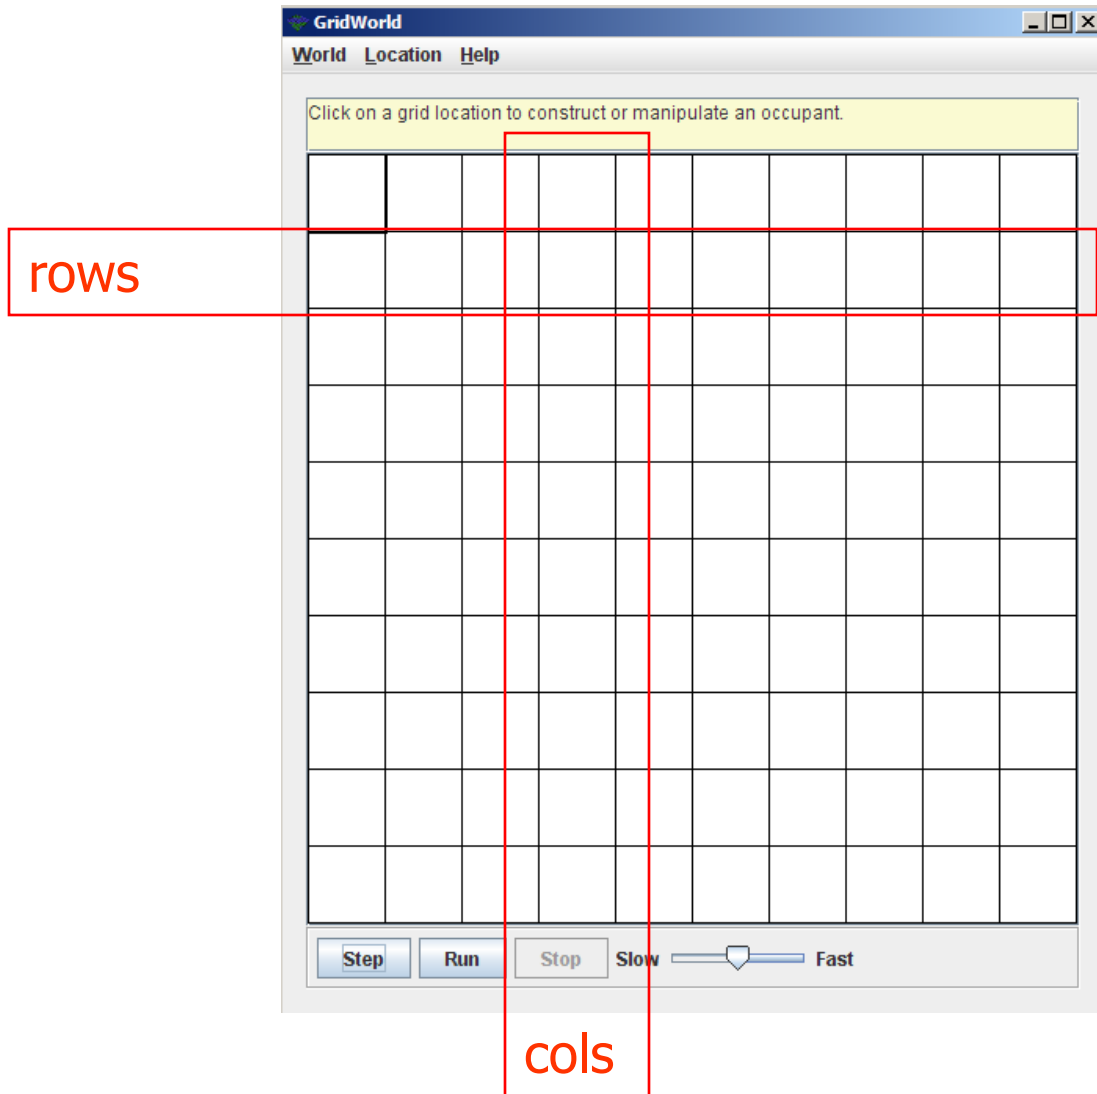 GridWorld
World Location Help
Click on a grid location to construct or manipulate an occupant.
rows
Step Run Stop Slow Fast
cols